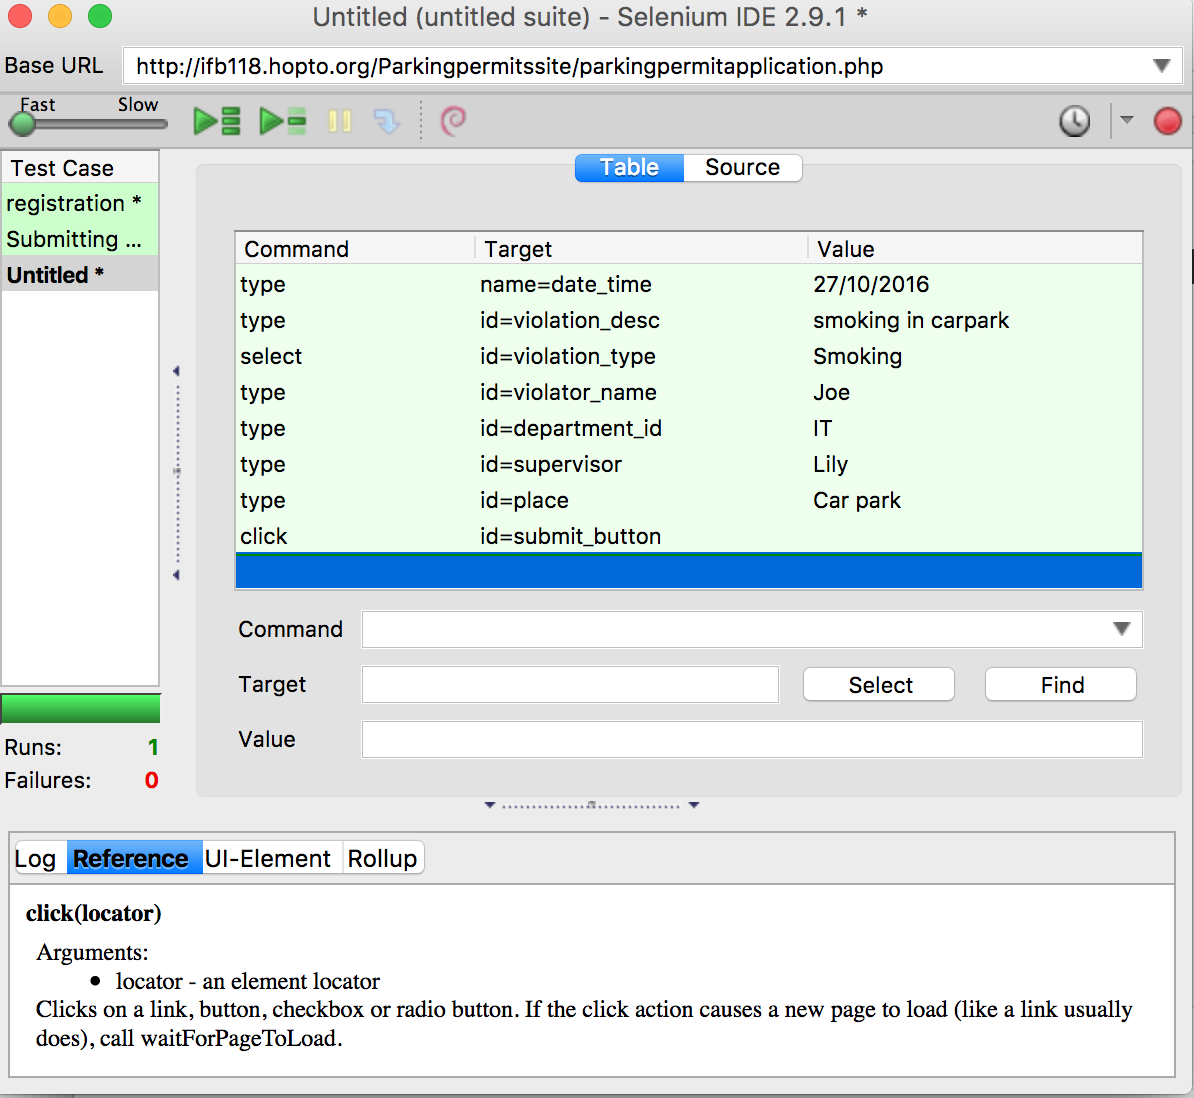 Untitled (untitled suite) - Selenium IDE 2.9.1 *
Base URL http://ifb118.hopto.org/Parkingpermitssite/parkingpermitapplication.php
Fast Slow
Table Source
Test Case
registration *
Submitting ...
Untitled *
Command Target Value
type name=date_time 27/10/2016
type id=violation_desc smoking in carpark
select id=violation_type Smoking
type id=violator_name Joe
type id=department_id IT
type id=supervisor Lily
type id=place Car park
click id=submit_button
Command
Target Select Find
Value
Runs: 1
Failures: 0
Log Reference UI-Element Rollup
click(locator)
Arguments:
• locator - an element locator
Clicks on a link, button, checkbox or radio button. If the click action causes a new page to load (like a link usually
does), call waitForPageToLoad.